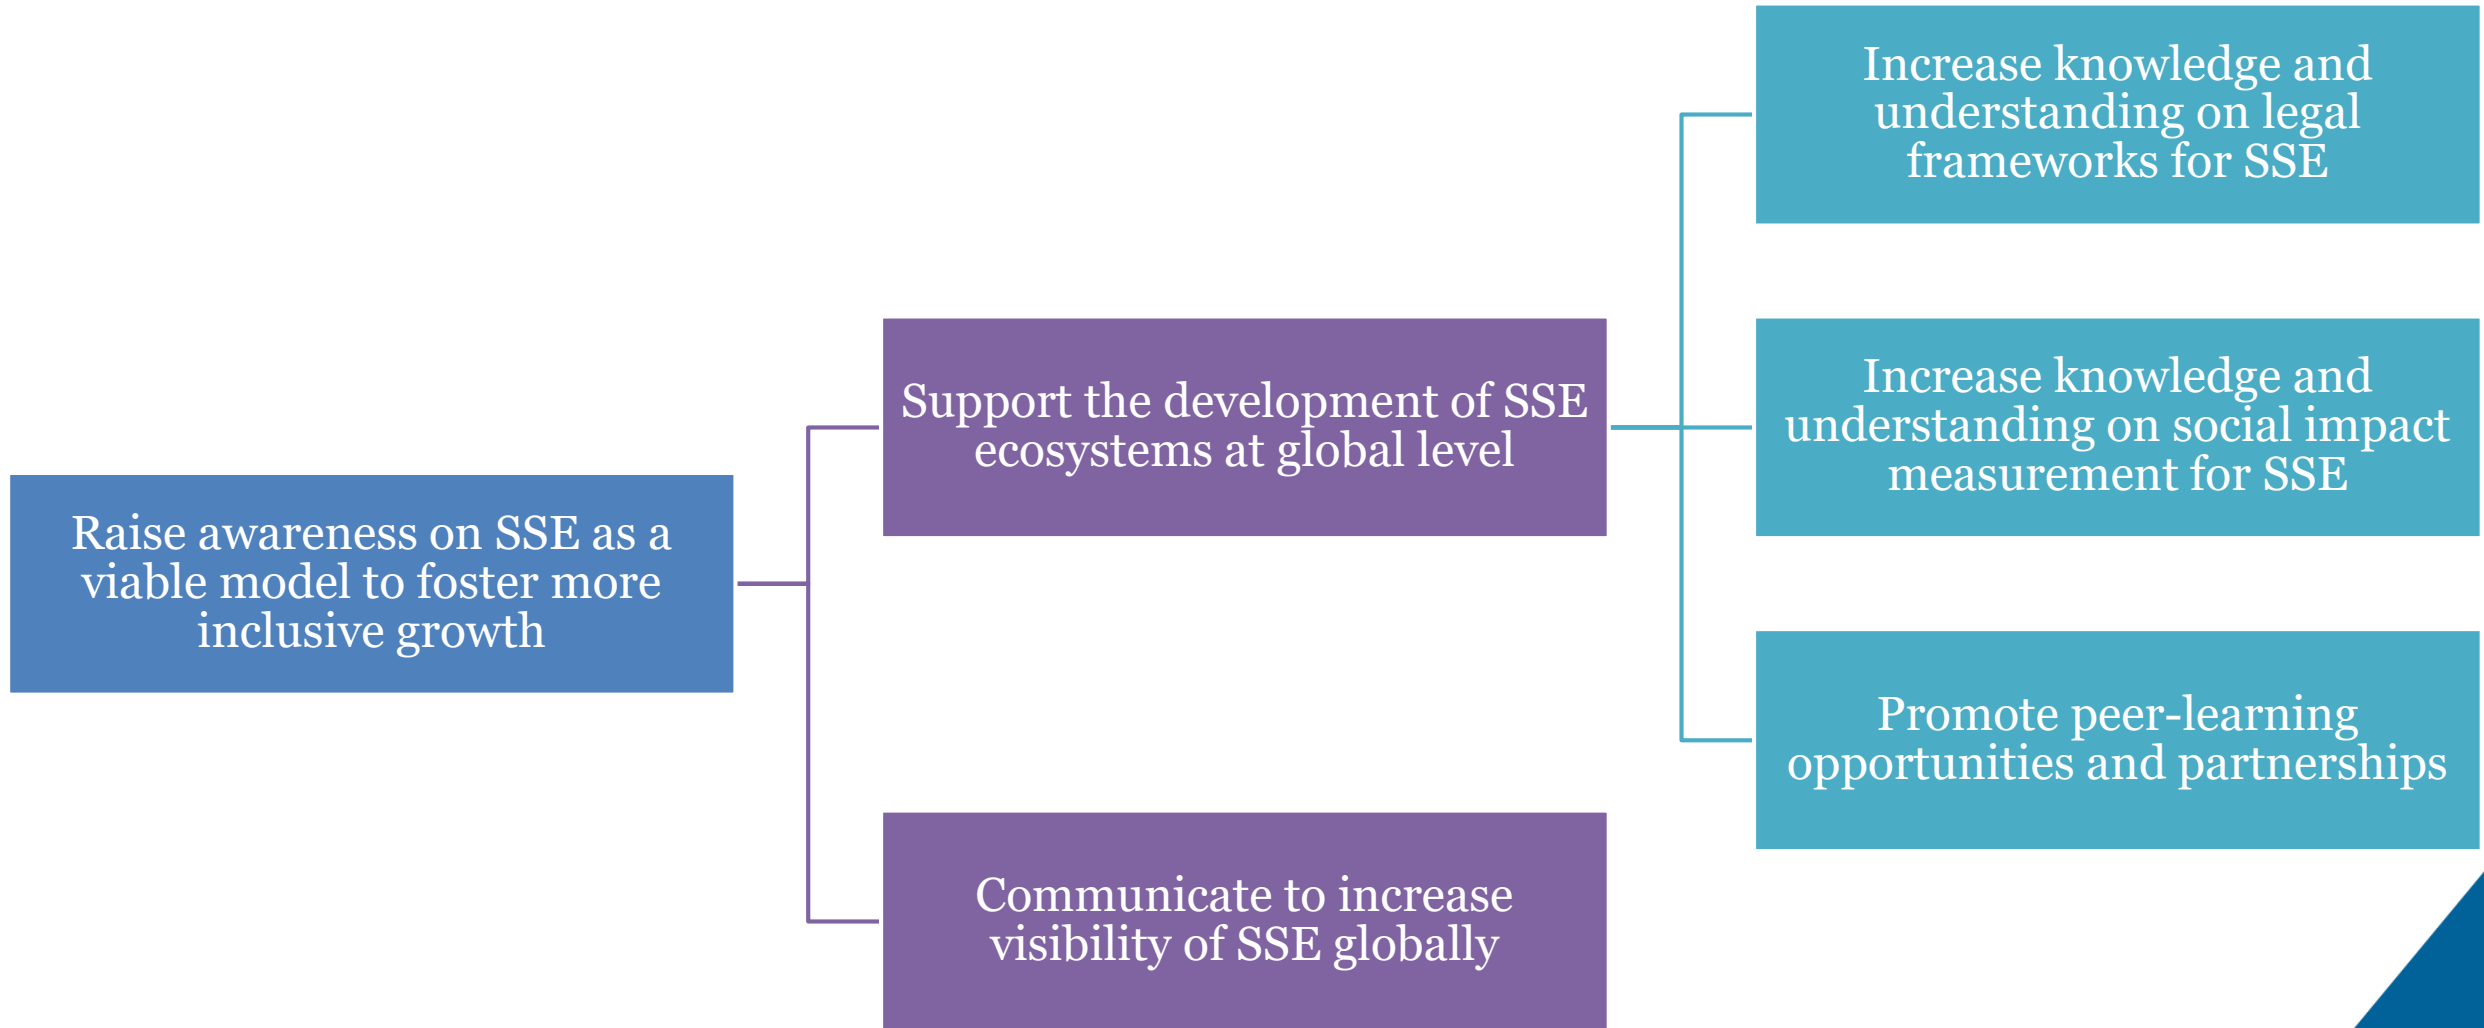 Raise awareness on SSE as a
viable model to foster more
inclusive growth
Support the development of SSE
ecosystems at global level
Communicate to increase
visibility of SSE globally
Increase knowledge and
understanding on legal
frameworks for SSE
Increase knowledge and
understanding on social impact
measurement for SSE
Promote peer-learning
opportunities and partnerships